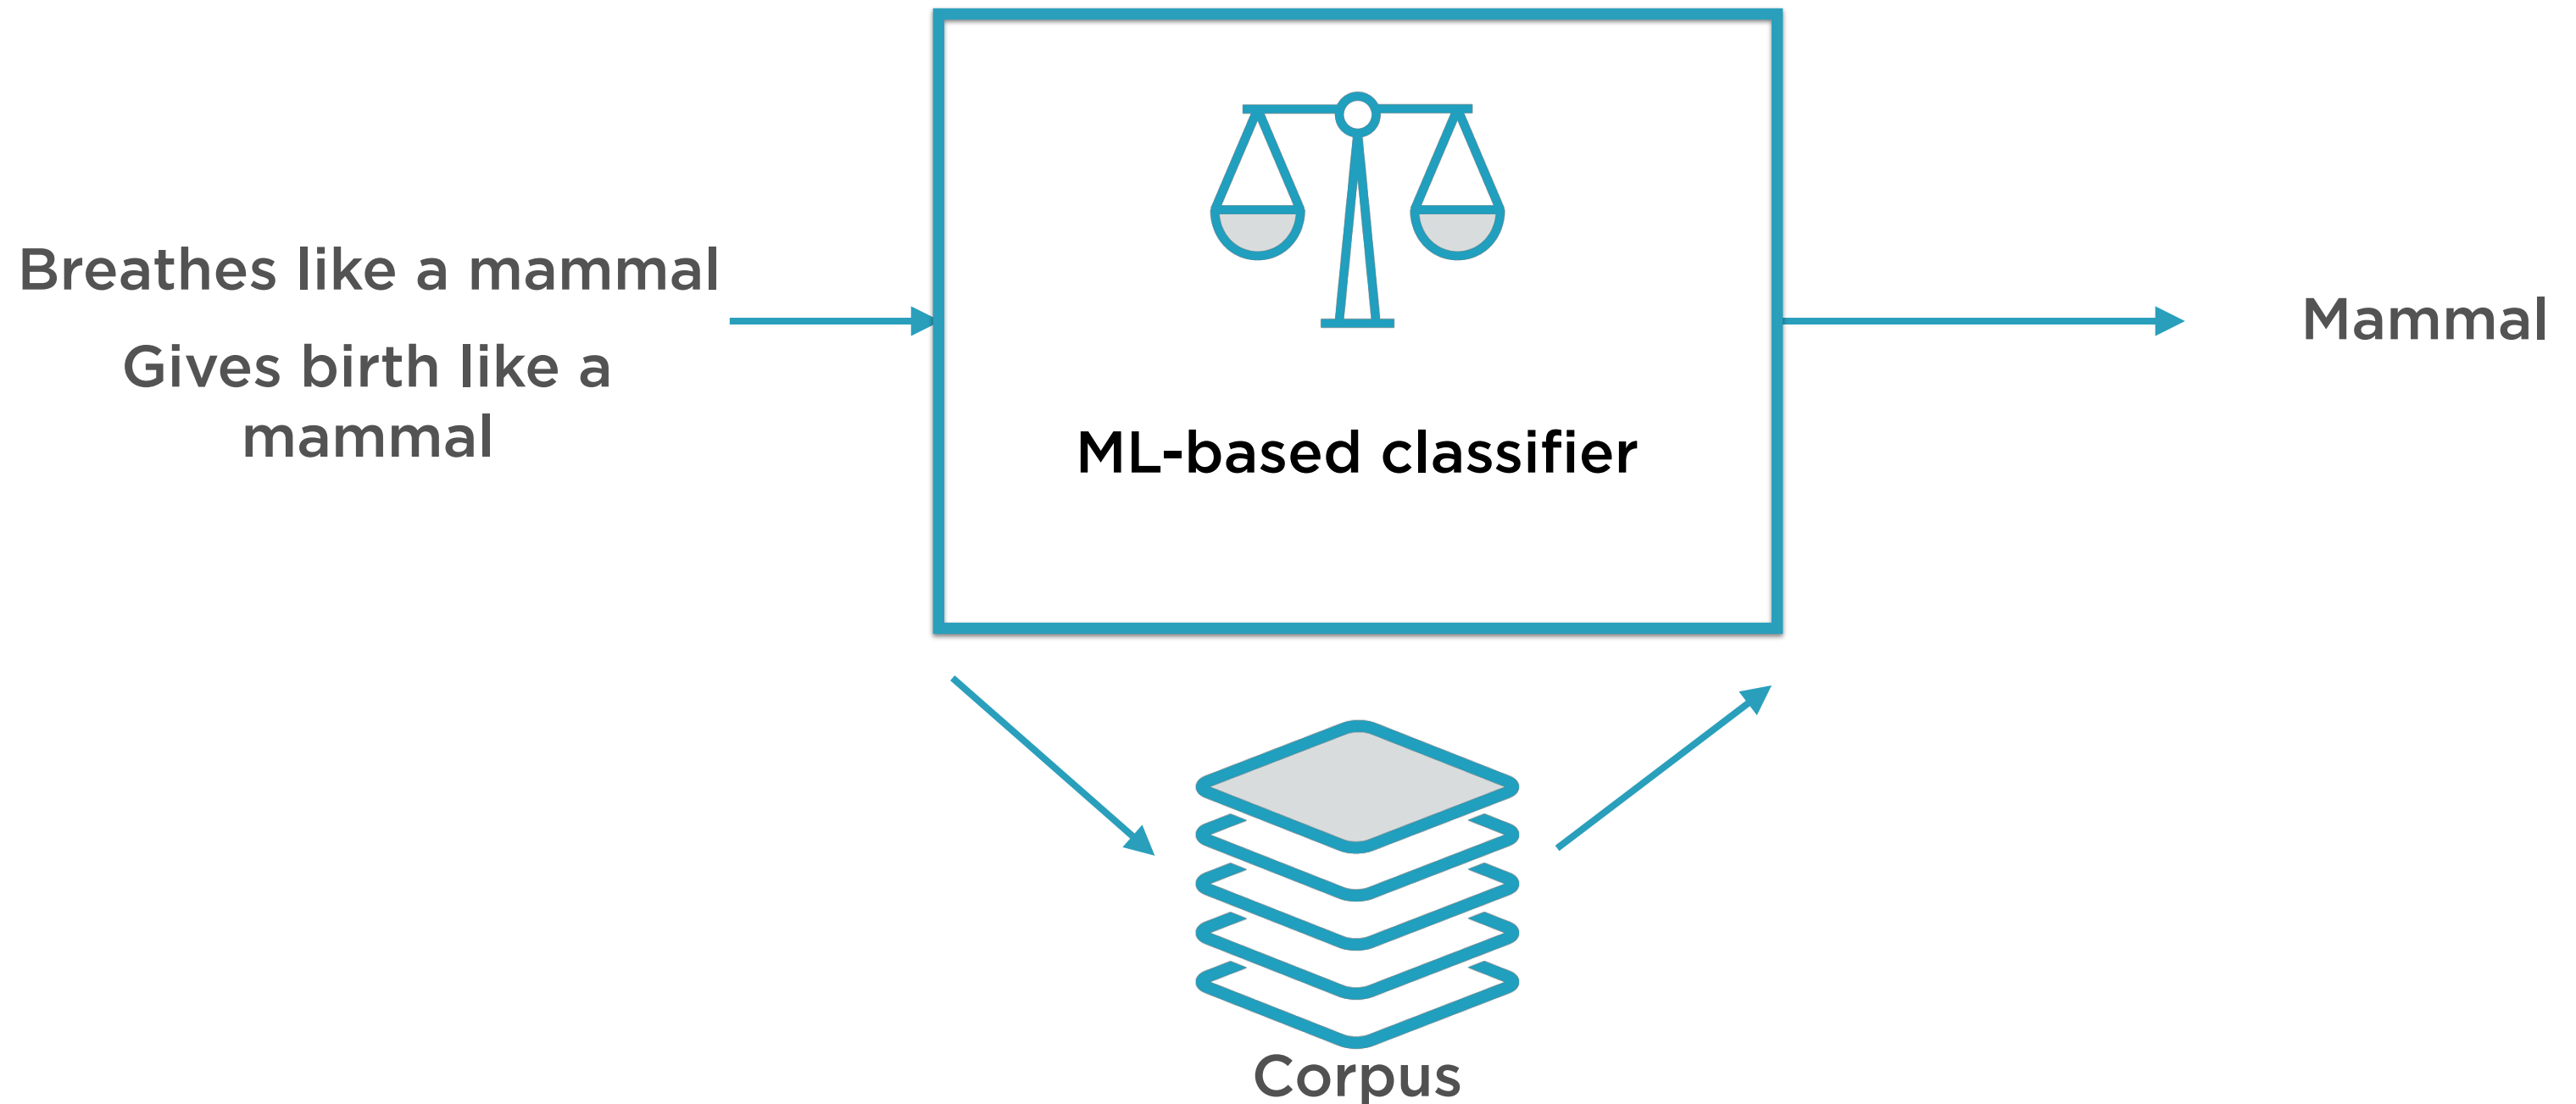 Breathes like a mammal
Gives birth like a
mammal
ML-based classifier
Mammal
Corpus